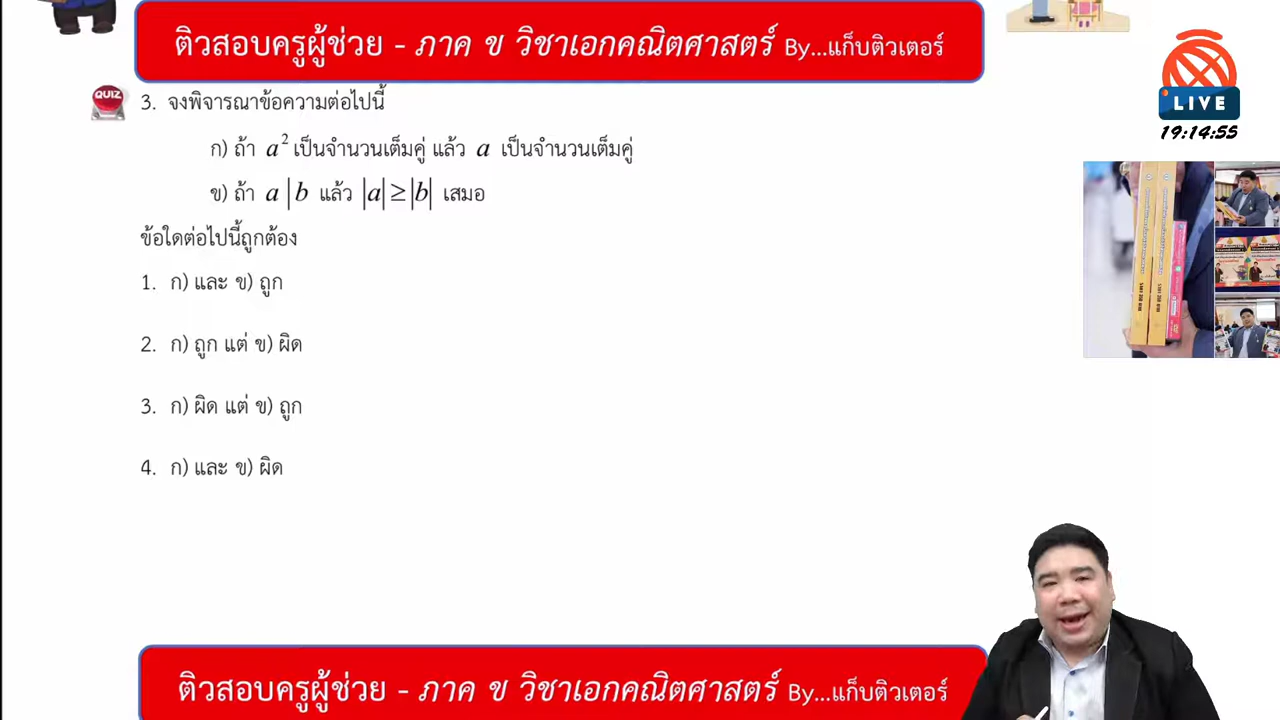 ติวสอบครูผู้ช่วย - ภาค ข วิชาเอกคณิตศาสตร์ By...แก็บติวเตอร์
LIVE
19:14:55
QUIZ
3. จงพิจารณาข้อความต่อไปนี้
ก) ถ้า a² เป็นจำนวนเต็มคู่ แล้ว a เป็นจำนวนเต็มคู่
ข) ถ้า a | b แล้ว |a| ≥ |b| เสมอ
ข้อใดต่อไปนี้ถูกต้อง
1. ก) และ ข) ถูก
2. ก) ถูก แต่ ข) ผิด
3. ก) ผิด แต่ ข) ถูก
4. ก) และ ข) ผิด
ติวสอบครูผู้ช่วย - ภาค ข วิชาเอกคณิตศาสตร์ By...แก็บติวเตอร์